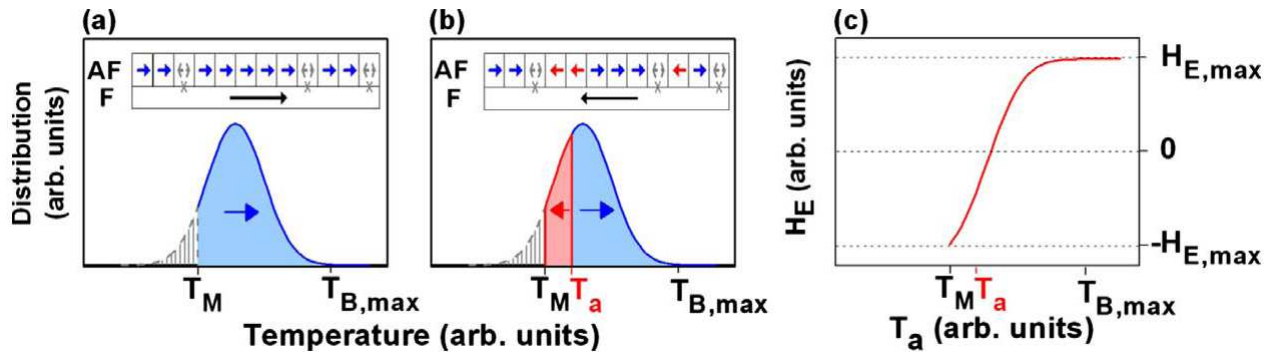 (a)
AF
F
Distribution
(arb. units)
T_M
T_B,max
(b)
AF
F
T_M
T_a
T_B,max
Temperature (arb. units)
(c)
H_E (arb. units)
H_E,max
0
-H_E,max
T_M
T_a
T_B,max
T_a (arb. units)